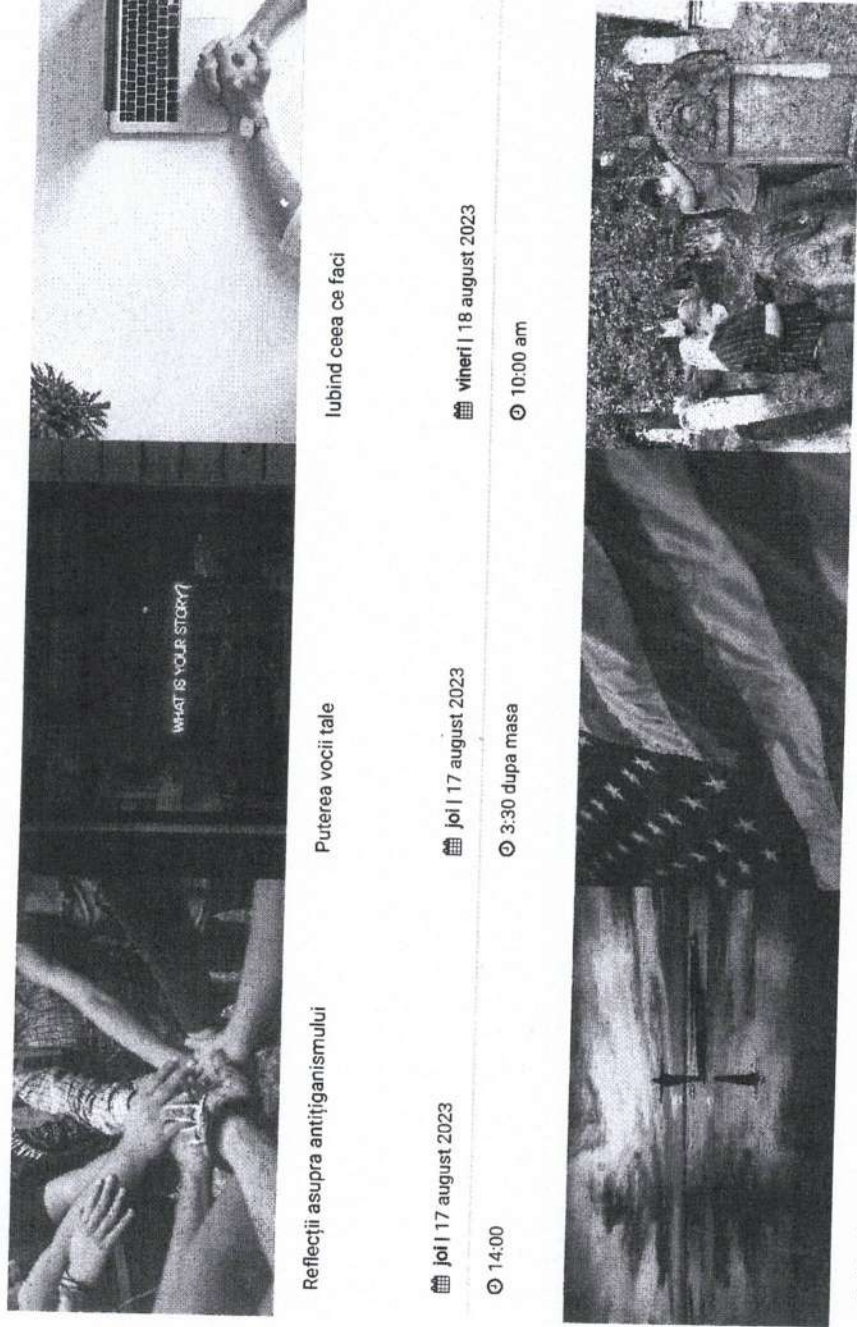 WHAT IS YOUR STORY?
Reflecții asupra antițiganismului
Puterea vocii tale
Iubind ceea ce faci
joi | 17 august 2023
joi | 17 august 2023
vineri | 18 august 2023
14:00
3:30 dupa masa
10:00 am